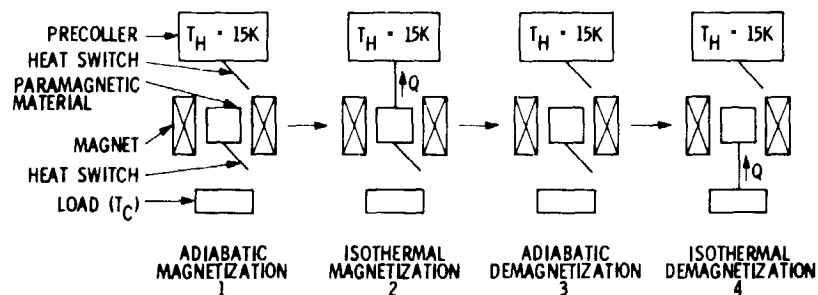 PRECOLLER
T_H · 15K
T_H · 15K
T_H · 15K
T_H · 15K
HEAT SWITCH
PARAMAGNETIC
MATERIAL
Q
MAGNET
HEAT SWITCH
Q
LOAD (T_C)
ADIABATIC
MAGNETIZATION
1
ISOTHERMAL
MAGNETIZATION
2
ADIABATIC
DEMAGNETIZATION
3
ISOTHERMAL
DEMAGNETIZATION
4